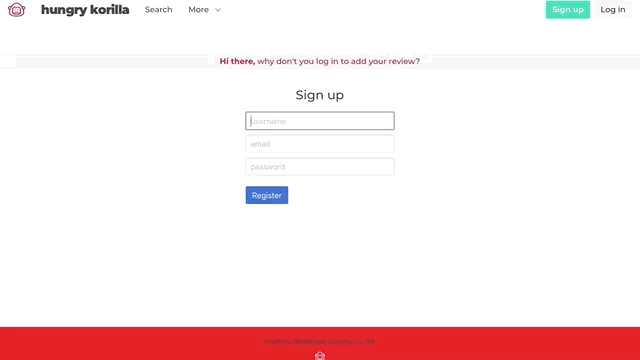 hungry korilla
Search
More
Sign up
Log in
Hi there, why don't you log in to add your review?
Sign up
username
email
password
Register